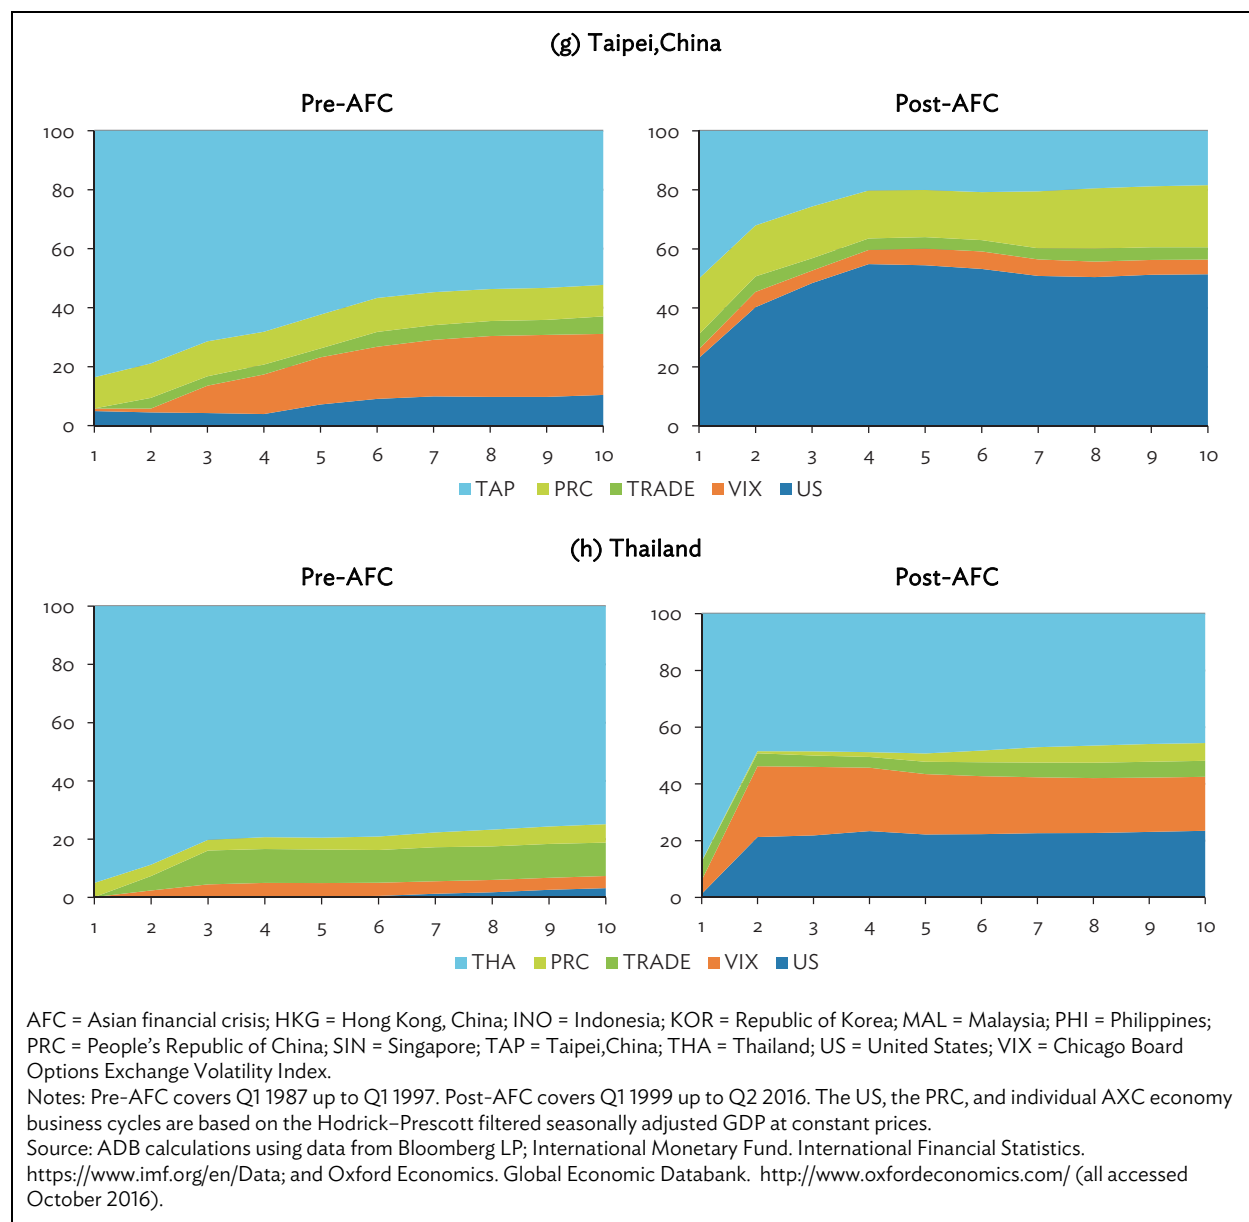 (g) Taipei,China
Pre-AFC
Post-AFC
100
80
60
40
20
0
1 2 3 4 5 6 7 8 9 10
100
80
60
40
20
0
1 2 3 4 5 6 7 8 9 10
TAP PRC TRADE VIX US
(h) Thailand
Pre-AFC
Post-AFC
100
80
60
40
20
0
1 2 3 4 5 6 7 8 9 10
100
80
60
40
20
0
1 2 3 4 5 6 7 8 9 10
THA PRC TRADE VIX US
AFC = Asian financial crisis; HKG = Hong Kong, China; INO = Indonesia; KOR = Republic of Korea; MAL = Malaysia; PHI = Philippines;
PRC = People's Republic of China; SIN = Singapore; TAP = Taipei,China; THA = Thailand; US = United States; VIX = Chicago Board
Options Exchange Volatility Index.
Notes: Pre-AFC covers Q1 1987 up to Q1 1997. Post-AFC covers Q1 1999 up to Q2 2016. The US, the PRC, and individual AXC economy
business cycles are based on the Hodrick–Prescott filtered seasonally adjusted GDP at constant prices.
Source: ADB calculations using data from Bloomberg LP; International Monetary Fund. International Financial Statistics.
https://www.imf.org/en/Data; and Oxford Economics. Global Economic Databank. http://www.oxfordeconomics.com/ (all accessed
October 2016).